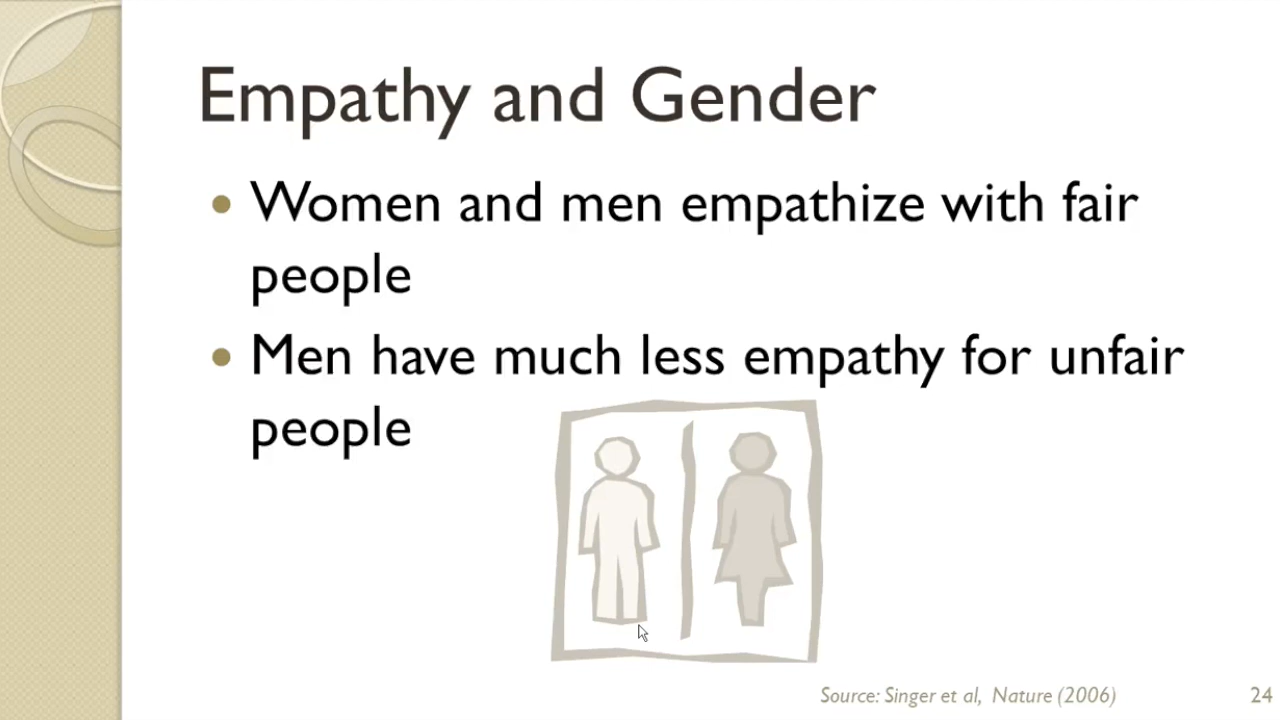 Empathy and Gender
• Women and men empathize with fair
people
• Men have much less empathy for unfair
people
Source: Singer et al, Nature (2006)
24